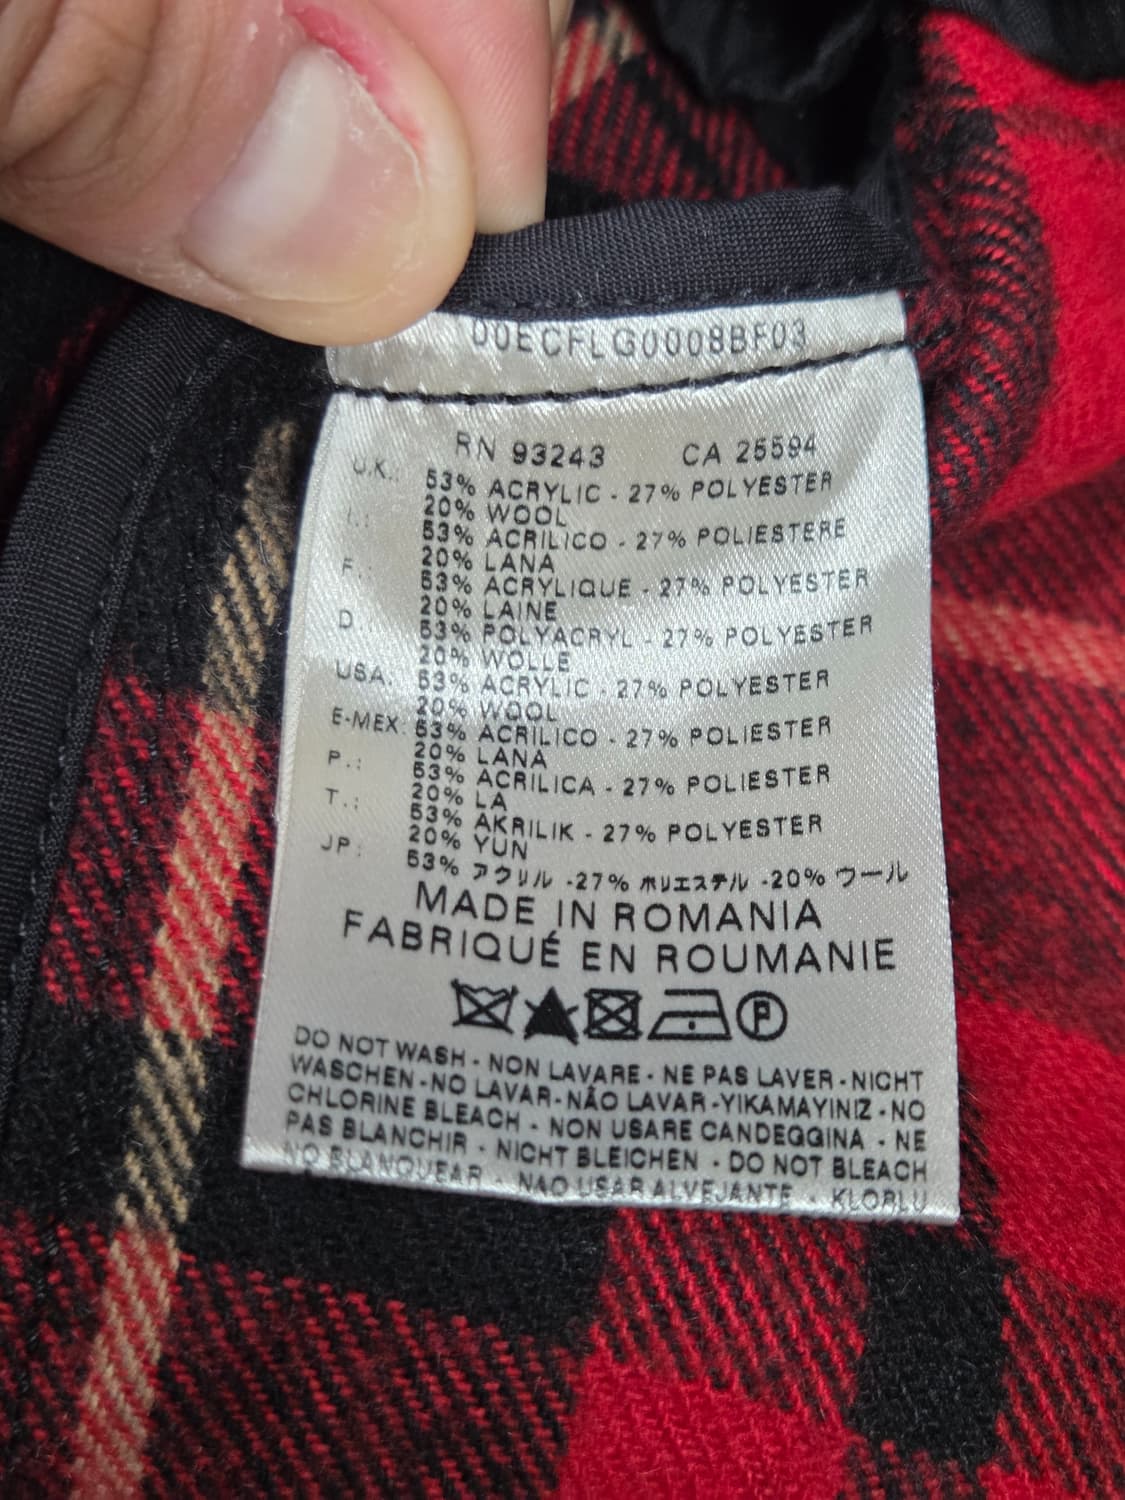 00ECFLG0008BF03
RN 93243 CA 25594
U.K.: 53% ACRYLIC - 27% POLYESTER
20% WOOL
I.: 53% ACRILICO - 27% POLIESTERE
20% LANA
F.: 53% ACRYLIQUE - 27% POLYESTER
20% LAINE
D.: 53% POLYACRYL - 27% POLYESTER
20% WOLLE
USA: 53% ACRYLIC - 27% POLYESTER
20% WOOL
E-MEX: 53% ACRILICO - 27% POLIESTER
20% LANA
P.: 53% ACRILICA - 27% POLIESTER
20% LA
T.: 53% AKRILIK - 27% POLYESTER
20% YUN
JP: 53% アクリル -27% ポリエステル -20% ウール
MADE IN ROMANIA
FABRIQUÉ EN ROUMANIE
P
DO NOT WASH - NON LAVARE - NE PAS LAVER - NICHT
WASCHEN - NO LAVAR - NÃO LAVAR - YIKAMAYINIZ - NO
CHLORINE BLEACH - NON USARE CANDEGGINA - NE
PAS BLANCHIR - NICHT BLEICHEN - DO NOT BLEACH
NO BLANQUEAR - NAO USAR ALVEJANTE - KLORLU